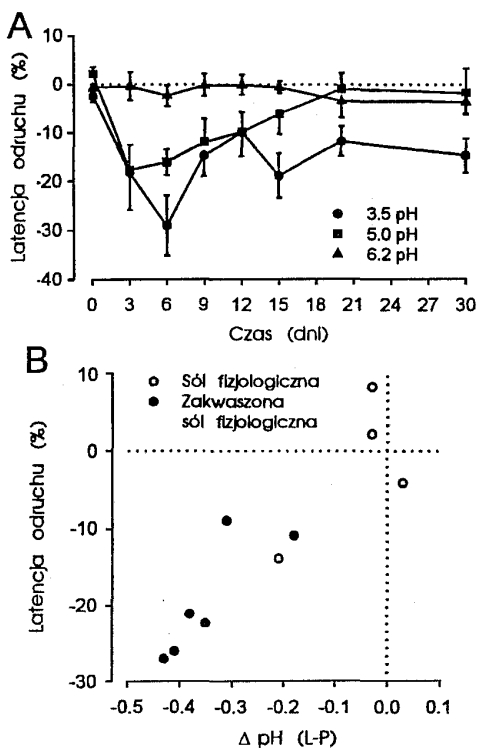 A
Latencja odruchu (%)
10
0
-10
-20
-30
-40
3.5 pH
5.0 pH
6.2 pH
0 3 6 9 12 15 18 21 24 27 30
Czas (dni)
B
Latencja odruchu (%)
10
0
-10
-20
-30
Sól fizjologiczna
Zakwaszona
sól fizjologiczna
-0.5 -0.4 -0.3 -0.2 -0.1 0.0 0.1
Δ pH (L-P)